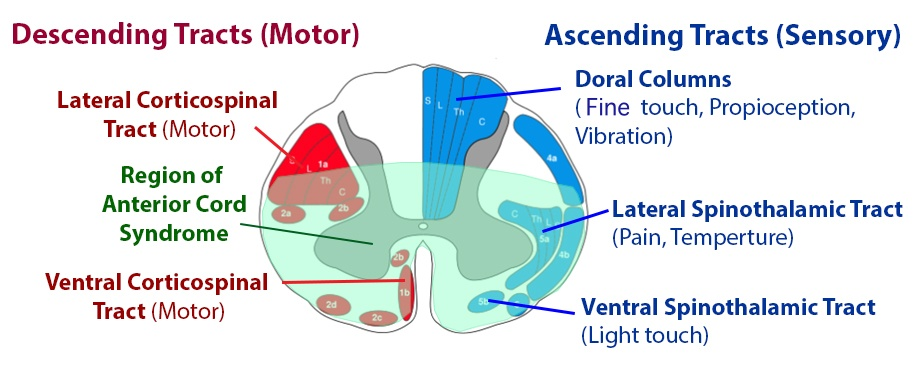 Descending Tracts (Motor)
Ascending Tracts (Sensory)
Lateral Corticospinal
Tract (Motor)
Region of
Anterior Cord
Syndrome
Ventral Corticospinal
Tract (Motor)
Doral Columns
( Fine touch, Propioception,
Vibration)
Lateral Spinothalamic Tract
(Pain, Temperture)
Ventral Spinothalamic Tract
(Light touch)
S L Th C
S L Th C
1a
2a
2b
2b
1b
2d
2c
4a
C Th L
5a
4b
5b